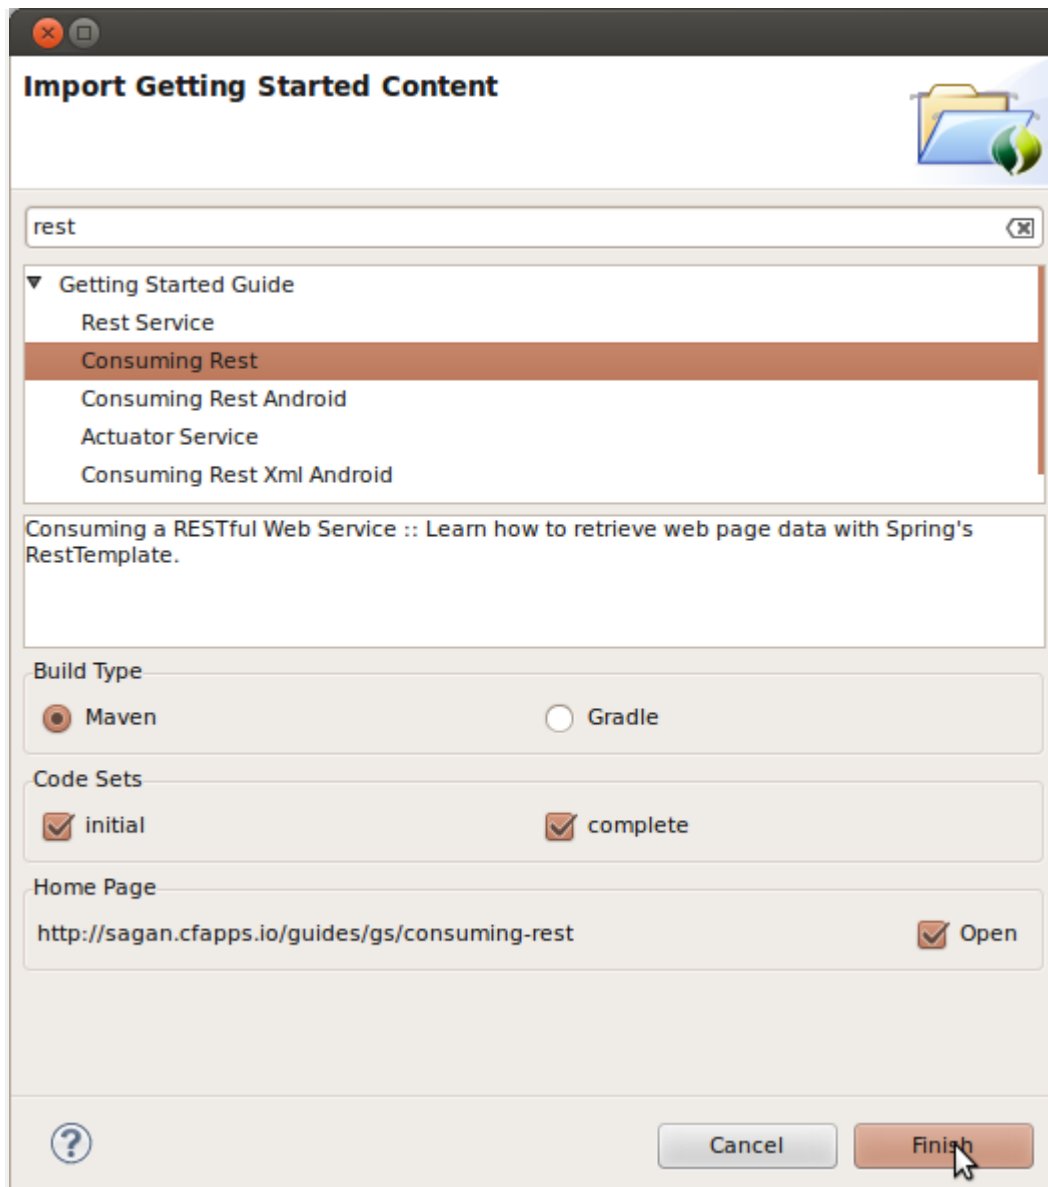 Import Getting Started Content
rest
Getting Started Guide
Rest Service
Consuming Rest
Consuming Rest Android
Actuator Service
Consuming Rest Xml Android
Consuming a RESTful Web Service :: Learn how to retrieve web page data with Spring's
RestTemplate.
Build Type
Maven
Gradle
Code Sets
initial
complete
Home Page
http://sagan.cfapps.io/guides/gs/consuming-rest
Open
?
Cancel
Finish